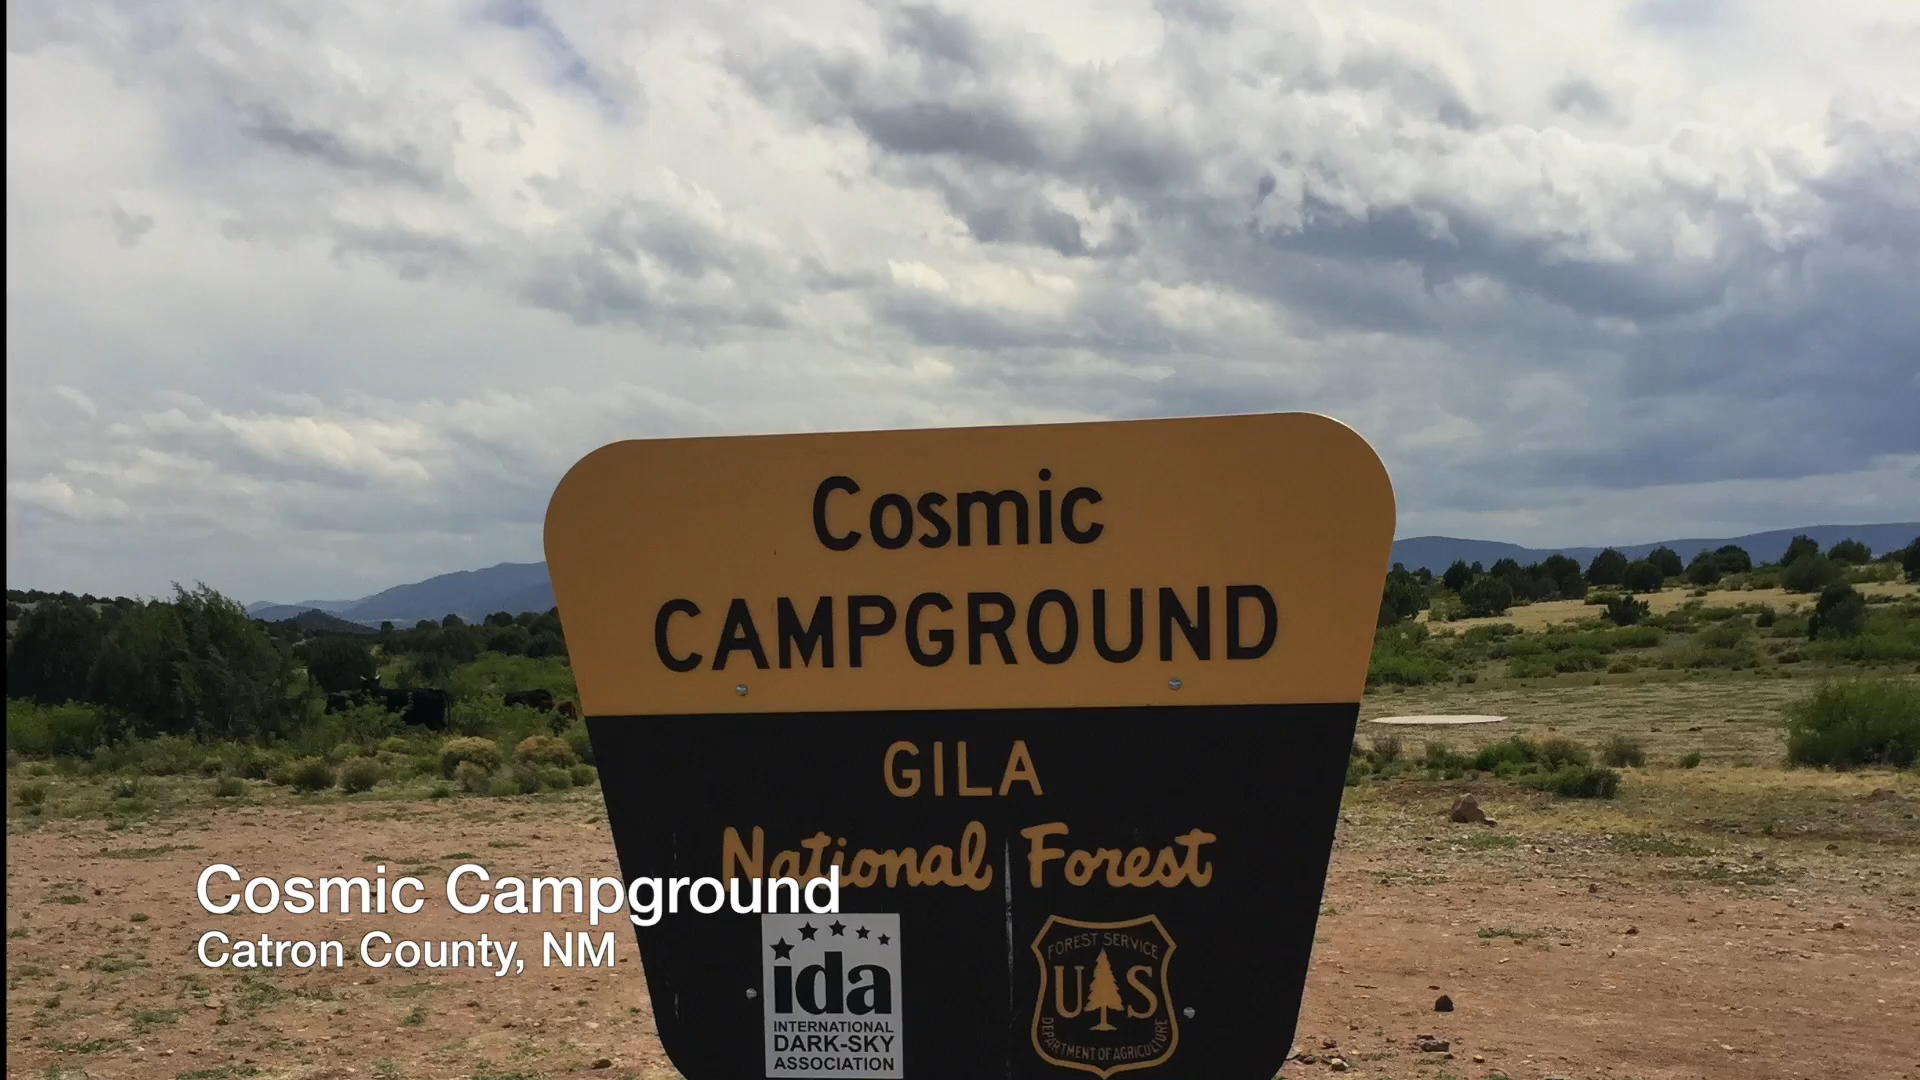 Cosmic
CAMPGROUND
GILA
National Forest
Cosmic Campground
Catron County, NM
ida
INTERNATIONAL
DARK-SKY
ASSOCIATION
FOREST SERVICE
U S
DEPARTMENT OF AGRICULTURE